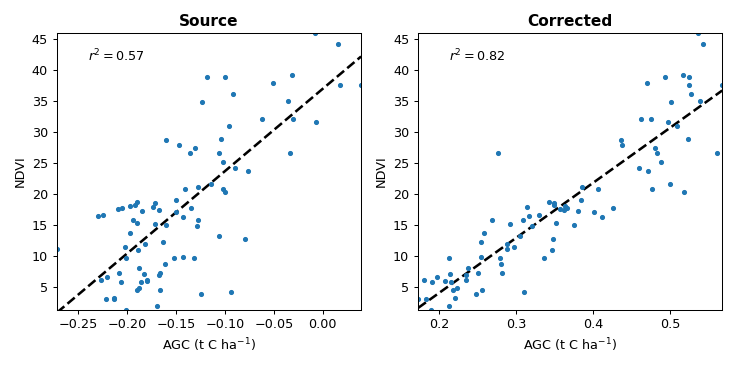 Source
Corrected
r² = 0.57
r² = 0.82
NDVI
NDVI
45
40
35
30
25
20
15
10
5
45
40
35
30
25
20
15
10
5
−0.25 −0.20 −0.15 −0.10 −0.05 0.00
0.2 0.3 0.4 0.5
AGC (t C ha⁻¹)
AGC (t C ha⁻¹)